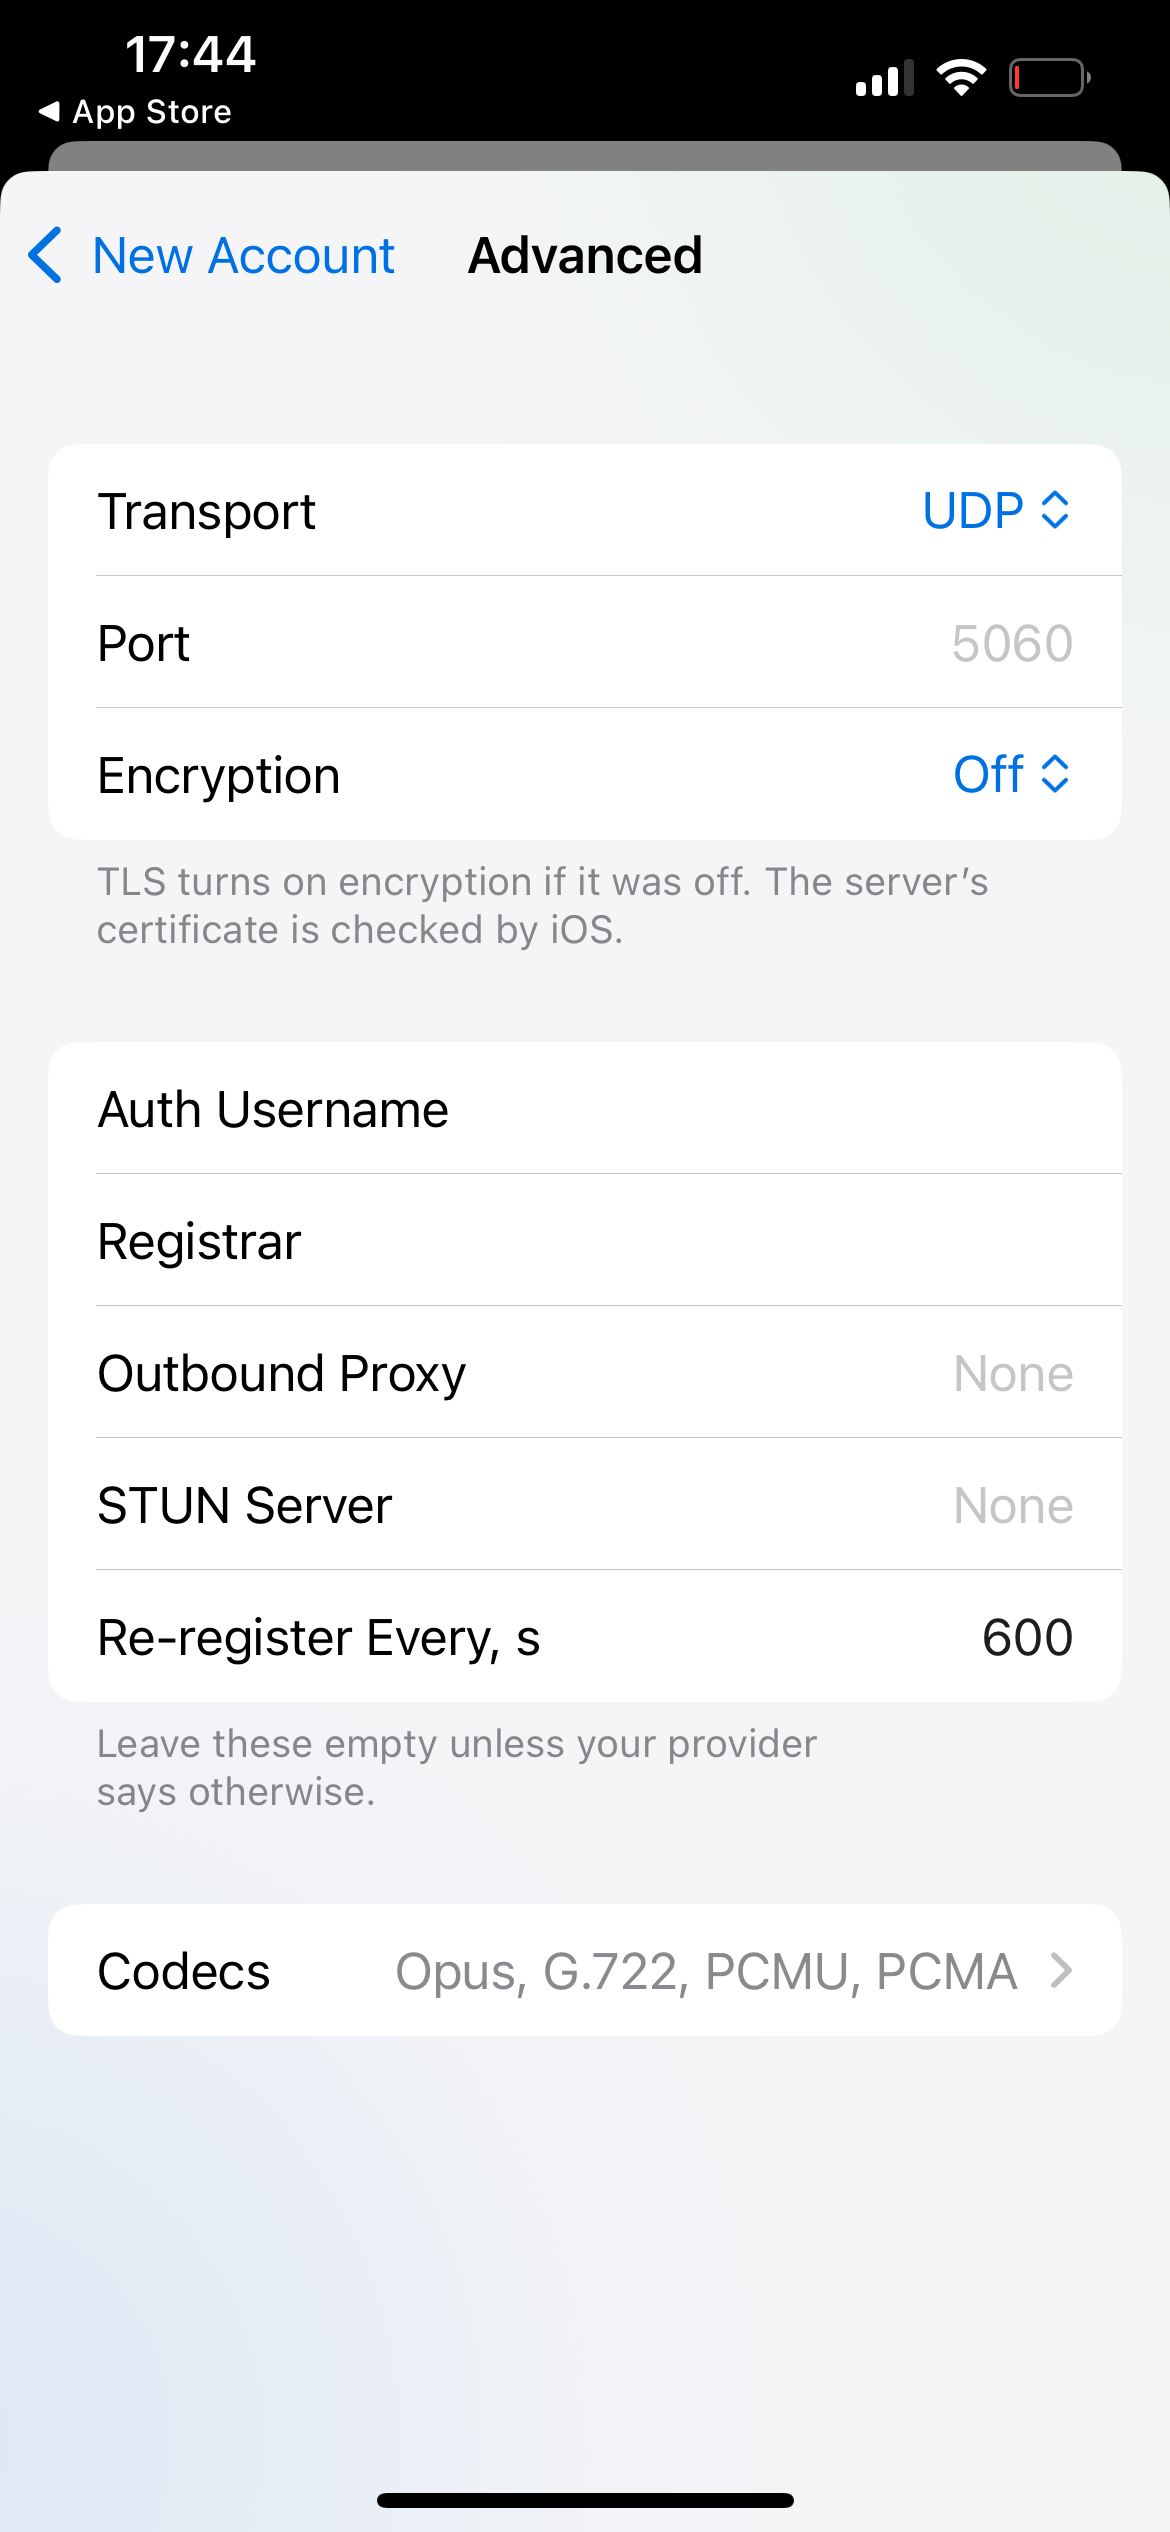 17:44
◀ App Store
New Account
Advanced
Transport UDP
Port 5060
Encryption Off
TLS turns on encryption if it was off. The server’s
certificate is checked by iOS.
Auth Username
Registrar
Outbound Proxy None
STUN Server None
Re-register Every, s 600
Leave these empty unless your provider
says otherwise.
Codecs Opus, G.722, PCMU, PCMA